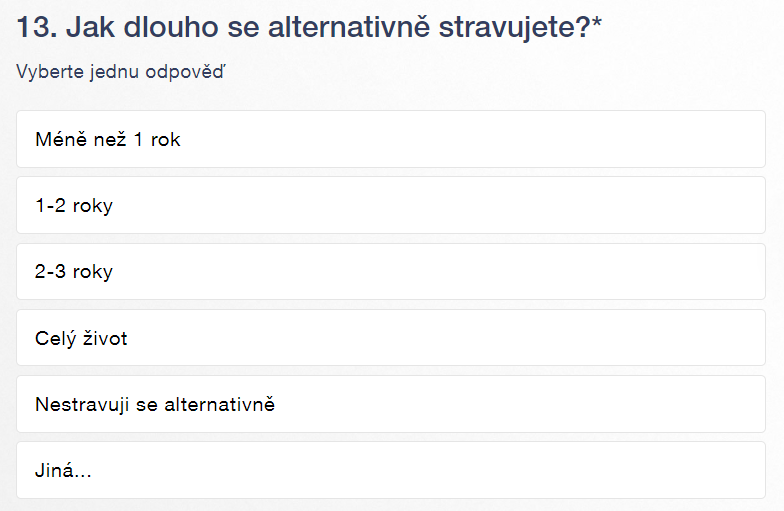 13. Jak dlouho se alternativně stravujete?*
Vyberte jednu odpověď
Méně než 1 rok
1-2 roky
2-3 roky
Celý život
Nestravuji se alternativně
Jiná...